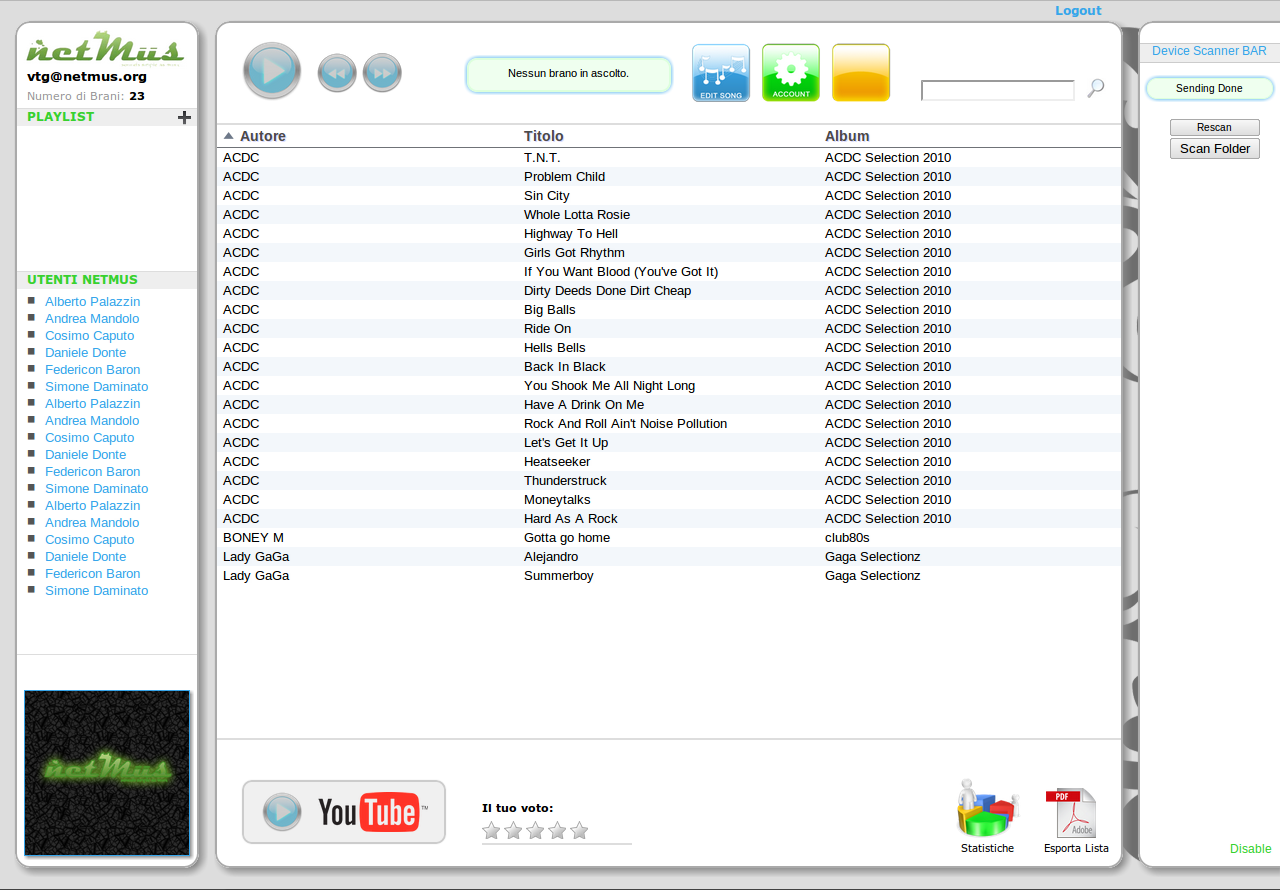 Logout
netMus
vtg@netmus.org
Numero di Brani: 23
PLAYLIST
UTENTI NETMUS
Alberto Palazzin
Andrea Mandolo
Cosimo Caputo
Daniele Donte
Federicon Baron
Simone Daminato
Alberto Palazzin
Andrea Mandolo
Cosimo Caputo
Daniele Donte
Federicon Baron
Simone Daminato
Alberto Palazzin
Andrea Mandolo
Cosimo Caputo
Daniele Donte
Federicon Baron
Simone Daminato
netMus
Nessun brano in ascolto.
EDIT SONG
ACCOUNT
Autore Titolo Album
ACDC T.N.T. ACDC Selection 2010
ACDC Problem Child ACDC Selection 2010
ACDC Sin City ACDC Selection 2010
ACDC Whole Lotta Rosie ACDC Selection 2010
ACDC Highway To Hell ACDC Selection 2010
ACDC Girls Got Rhythm ACDC Selection 2010
ACDC If You Want Blood (You've Got It) ACDC Selection 2010
ACDC Dirty Deeds Done Dirt Cheap ACDC Selection 2010
ACDC Big Balls ACDC Selection 2010
ACDC Ride On ACDC Selection 2010
ACDC Hells Bells ACDC Selection 2010
ACDC Back In Black ACDC Selection 2010
ACDC You Shook Me All Night Long ACDC Selection 2010
ACDC Have A Drink On Me ACDC Selection 2010
ACDC Rock And Roll Ain't Noise Pollution ACDC Selection 2010
ACDC Let's Get It Up ACDC Selection 2010
ACDC Heatseeker ACDC Selection 2010
ACDC Thunderstruck ACDC Selection 2010
ACDC Moneytalks ACDC Selection 2010
ACDC Hard As A Rock ACDC Selection 2010
BONEY M Gotta go home club80s
Lady GaGa Alejandro Gaga Selectionz
Lady GaGa Summerboy Gaga Selectionz
YouTube™
Il tuo voto:
Statistiche
PDF
Adobe
Esporta Lista
Device Scanner BAR
Sending Done
Rescan
Scan Folder
Disable